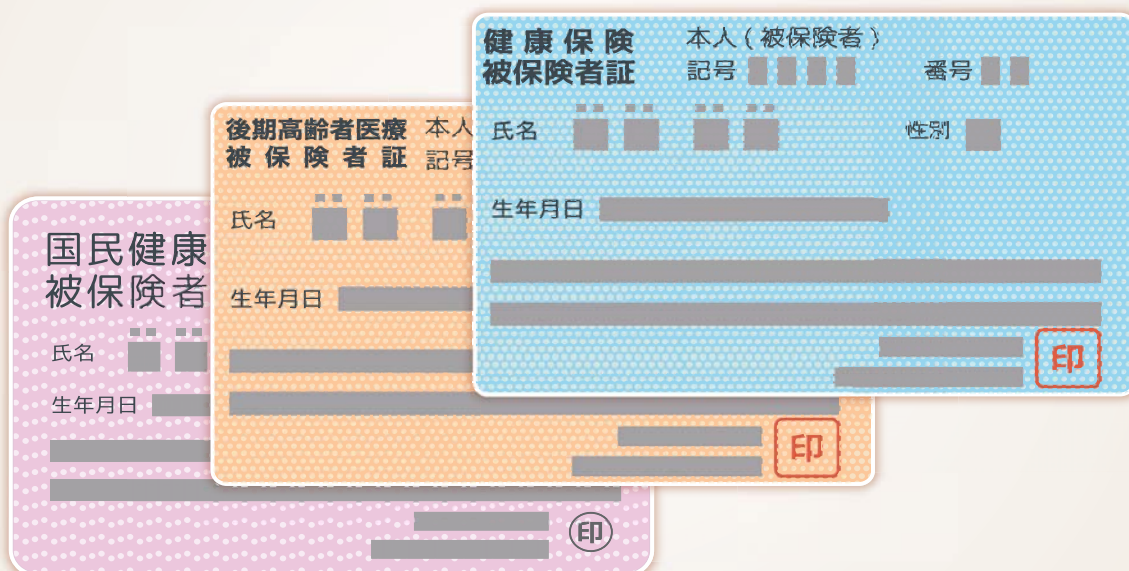 健康保険
被保険者証
本人(被保険者)
記号
番号
氏名
性別
生年月日
印
後期高齢者医療
被保険者証
本人
記号
氏名
生年月日
印
国民健康
被保険者
氏名
生年月日
印